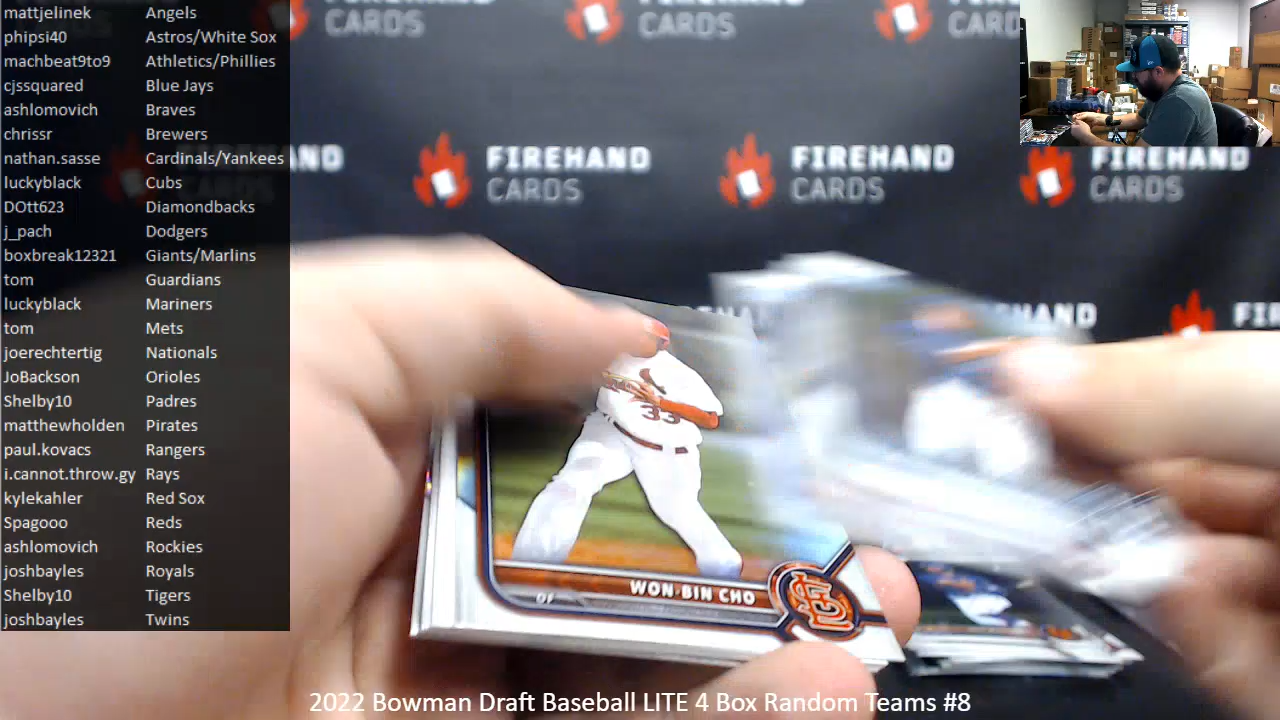 mattjelinek Angels
phipsi40 Astros/White Sox
machbeat9to9 Athletics/Phillies
cjssquared Blue Jays
ashlomovich Braves
chrissr Brewers
nathan.sasse Cardinals/Yankees
luckyblack Cubs
DOtt623 Diamondbacks
j_pach Dodgers
boxbreak12321 Giants/Marlins
tom Guardians
luckyblack Mariners
tom Mets
joerechtertig Nationals
JoBackson Orioles
Shelby10 Padres
matthewholden Pirates
paul.kovacs Rangers
i.cannot.throw.gy Rays
kylekahler Red Sox
Spagooo Reds
ashlomovich Rockies
joshbayles Royals
Shelby10 Tigers
joshbayles Twins
CARDS CARDS CARDS
FIREHAND CARDS
FIREHAND CARDS
FIREHAND CARDS
33
WON-BIN CHO
OF
2022 Bowman Draft Baseball LITE 4 Box Random Teams #8